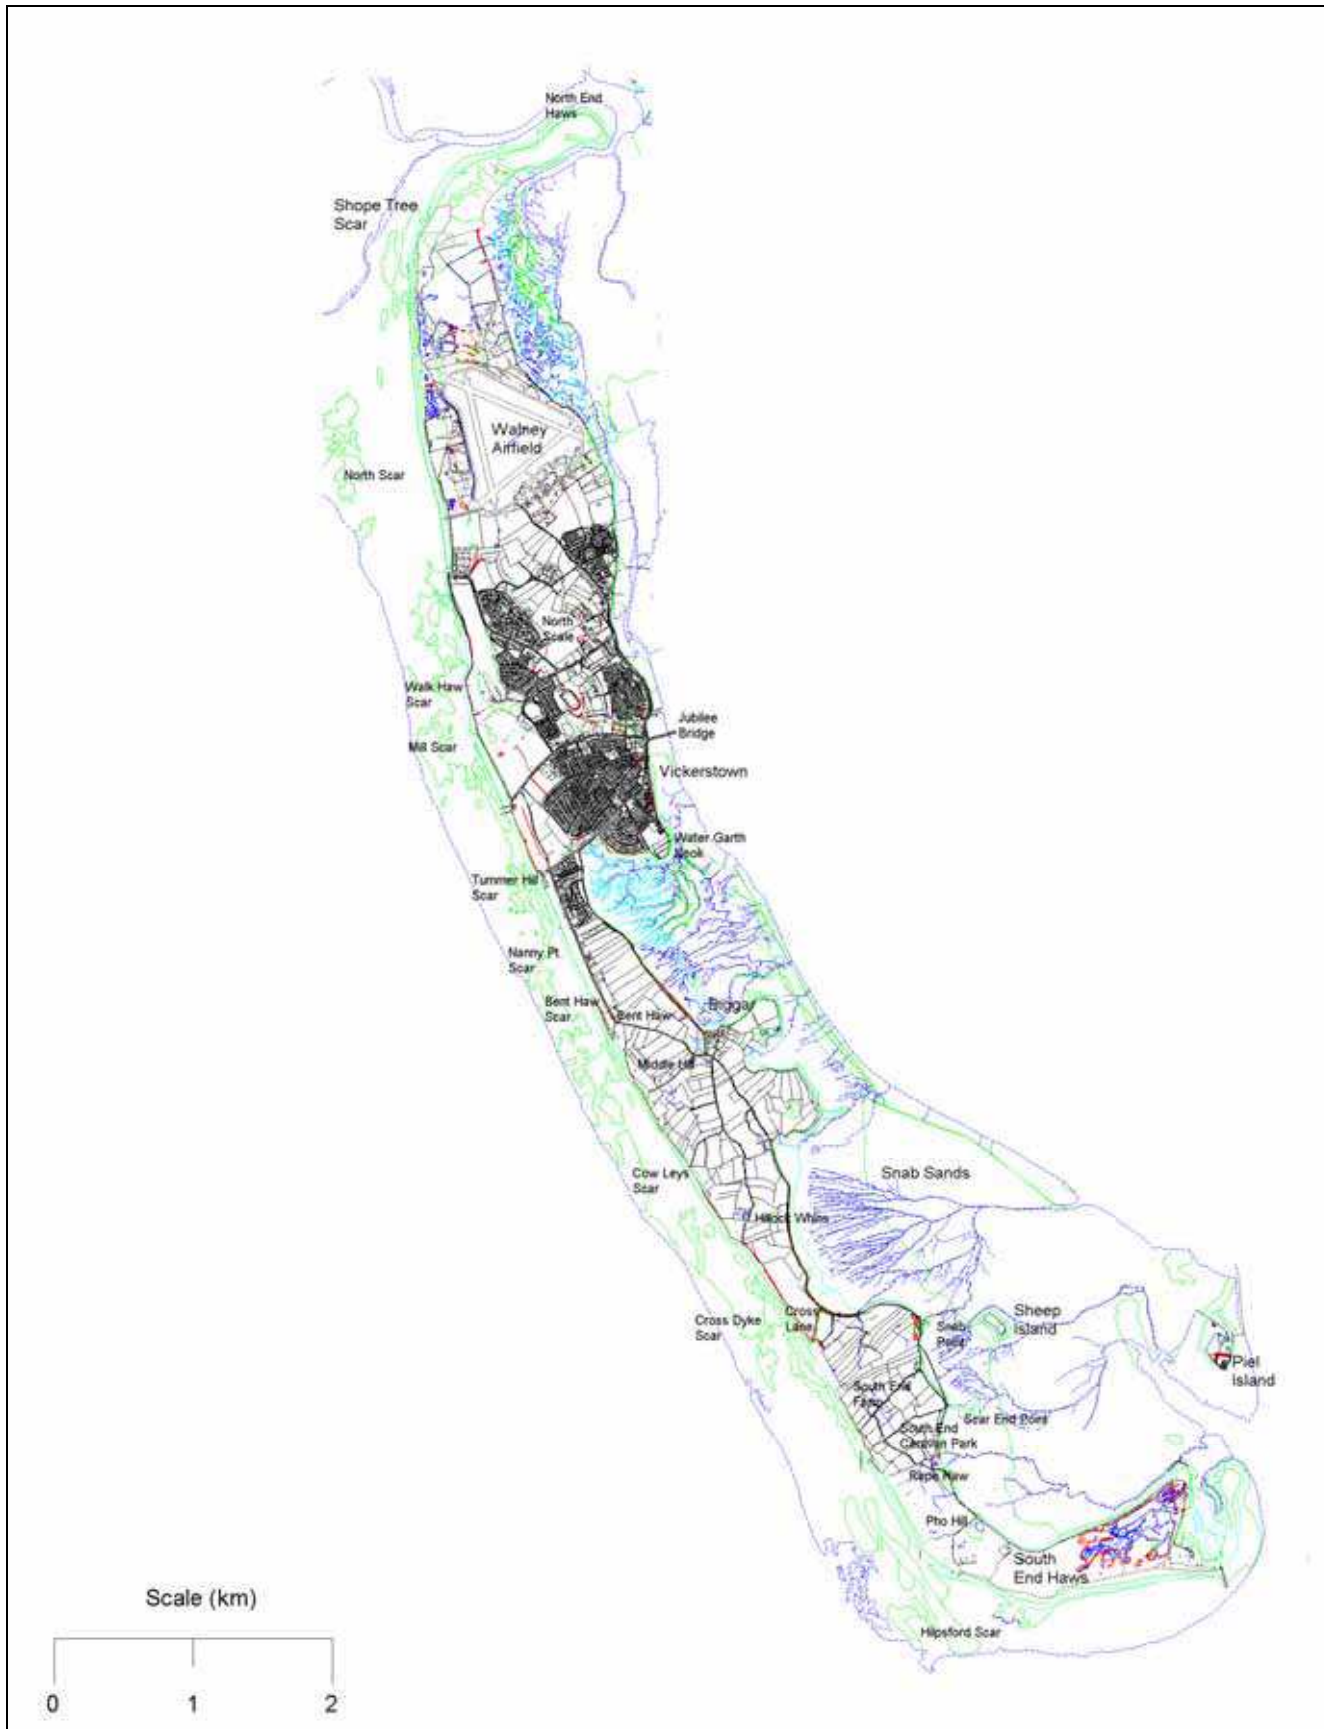 North End
Haws
Shope Tree
Scar
Walney
Airfield
North Scar
North
Scale
Walk Haw
Scar
Jubilee
Bridge
Mill Scar
Vickerstown
Water Garth
Nook
Tummer Hill
Scar
Nanny Pt
Scar
Bent Haw
Scar
Bent Haw
Biggar
Middle Hill
Cow Leys
Scar
Snab Sands
Hillock Whins
Cross Dyke
Scar
Cross
Lane
Snab
Point
Sheep
Island
Piel
Island
South End
Farm
Scar End Point
South End
Caravan Park
Rape Haw
Pho Hill
South
End Haws
Hilpsford Scar
Scale (km)
0 1 2